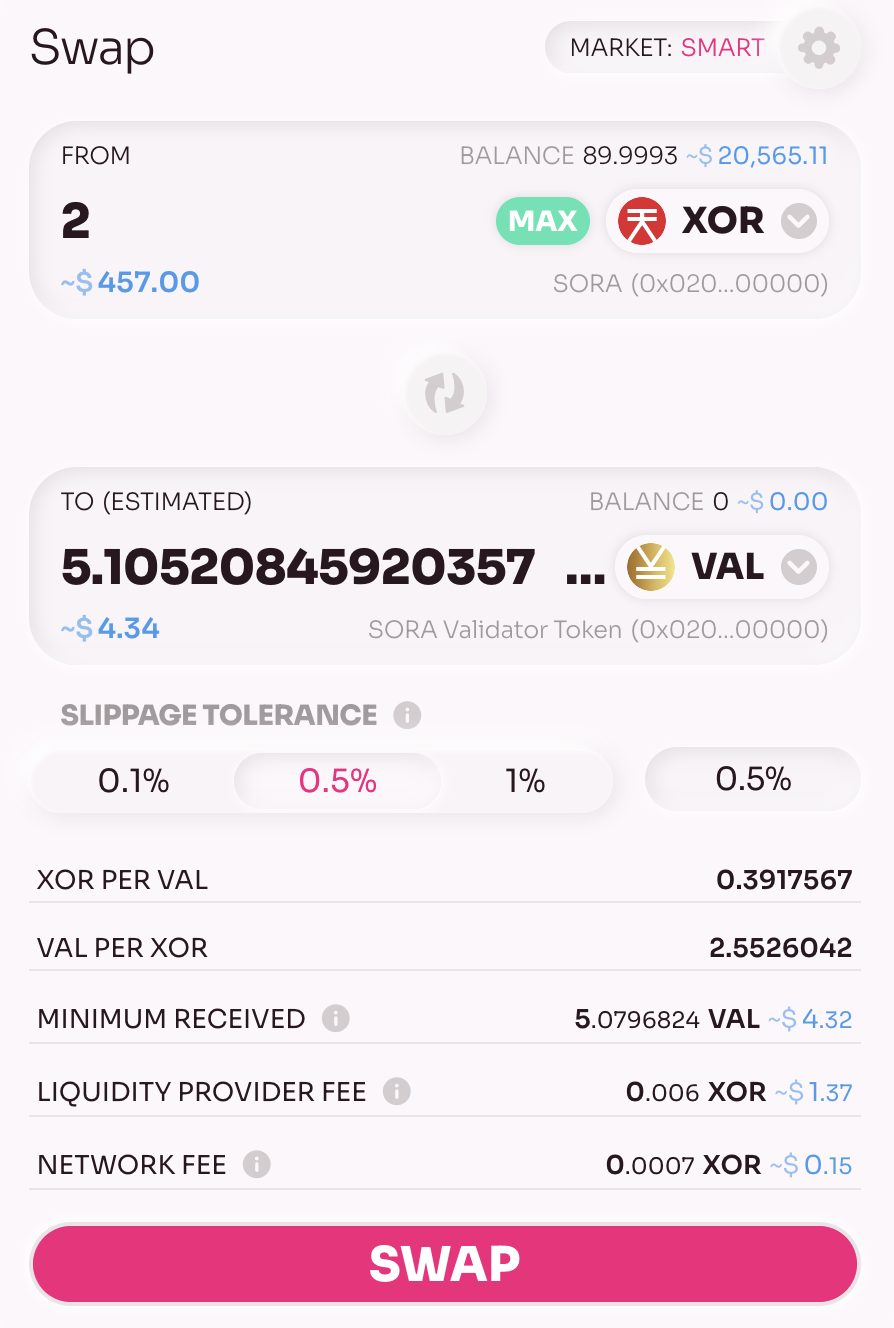 Swap
MARKET: SMART
FROM
BALANCE 89.9993 ~$ 20,565.11
2
MAX
XOR
~$ 457.00
SORA (0x020...00000)
TO (ESTIMATED)
BALANCE 0 ~$ 0.00
5.10520845920357 ...
VAL
~$ 4.34
SORA Validator Token (0x020...00000)
SLIPPAGE TOLERANCE
0.1% 0.5% 1% 0.5%
XOR PER VAL 0.3917567
VAL PER XOR 2.5526042
MINIMUM RECEIVED 5.0796824 VAL ~$ 4.32
LIQUIDITY PROVIDER FEE 0.006 XOR ~$ 1.37
NETWORK FEE 0.0007 XOR ~$ 0.15
SWAP